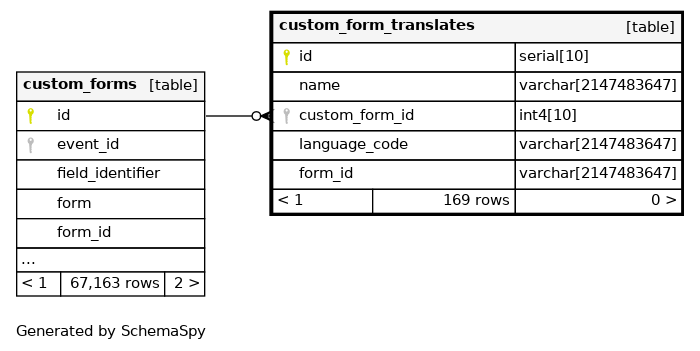 custom_form_translates [table]
id serial[10]
name varchar[2147483647]
custom_form_id int4[10]
language_code varchar[2147483647]
form_id varchar[2147483647]
< 1 169 rows 0 >
custom_forms [table]
id
event_id
field_identifier
form
form_id
...
< 1 67,163 rows 2 >
Generated by SchemaSpy